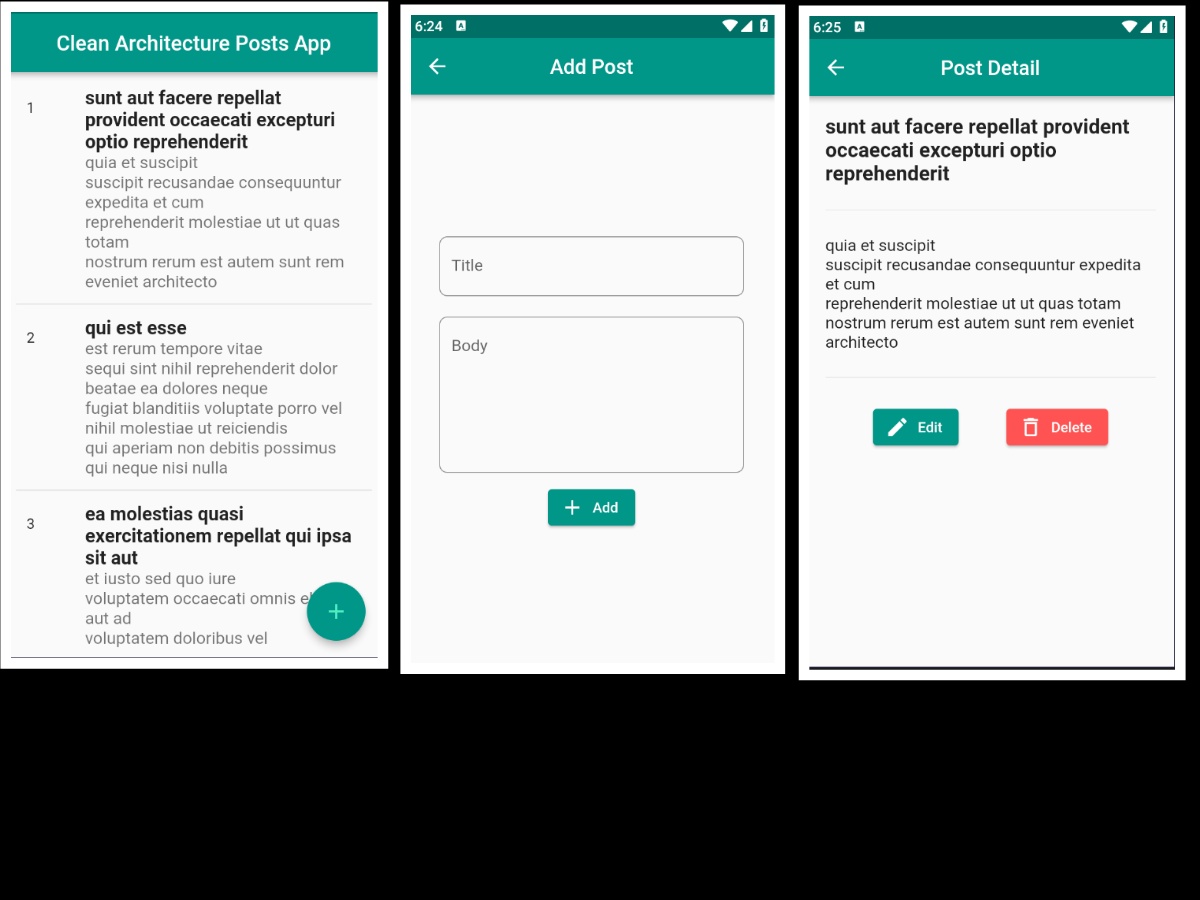 Clean Architecture Posts App
1
sunt aut facere repellat
provident occaecati excepturi
optio reprehenderit
quia et suscipit
suscipit recusandae consequuntur
expedita et cum
reprehenderit molestiae ut ut quas
totam
nostrum rerum est autem sunt rem
eveniet architecto
2
qui est esse
est rerum tempore vitae
sequi sint nihil reprehenderit dolor
beatae ea dolores neque
fugiat blanditiis voluptate porro vel
nihil molestiae ut reiciendis
qui aperiam non debitis possimus
qui neque nisi nulla
3
ea molestias quasi
exercitationem repellat qui ipsa
sit aut
et iusto sed quo iure
voluptatem occaecati omnis
aut ad
voluptatem doloribus vel
6:24 A
Add Post
Title
Body
Add
6:25 A
Post Detail
sunt aut facere repellat provident
occaecati excepturi optio
reprehenderit
quia et suscipit
suscipit recusandae consequuntur expedita
et cum
reprehenderit molestiae ut ut quas totam
nostrum rerum est autem sunt rem eveniet
architecto
Edit
Delete